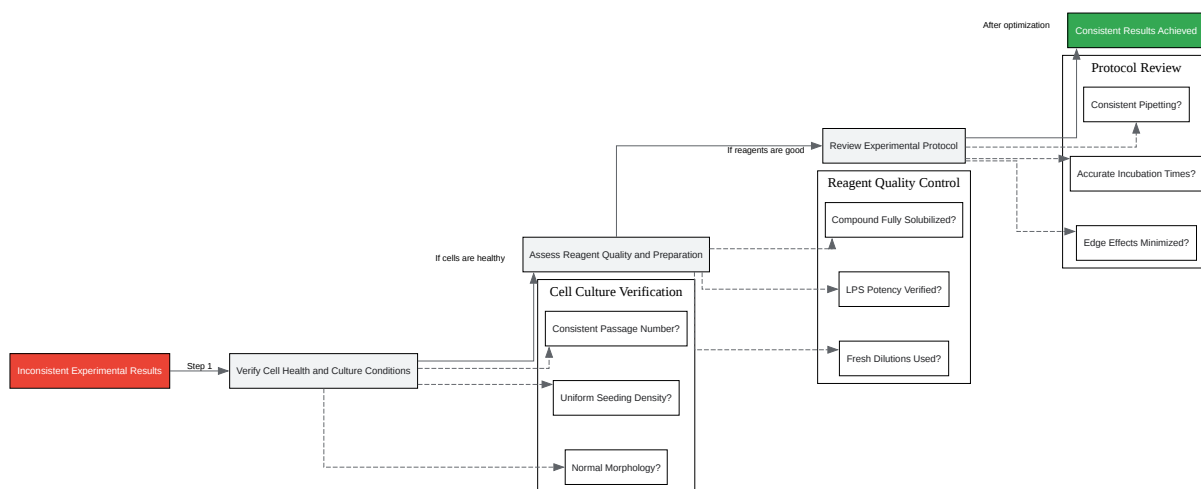 After optimization
Consistent Results Achieved
Protocol Review
Consistent Pipetting?
Review Experimental Protocol
If reagents are good
Accurate Incubation Times?
Reagent Quality Control
Compound Fully Solubilized?
Edge Effects Minimized?
Assess Reagent Quality and Preparation
If cells are healthy
Cell Culture Verification
LPS Potency Verified?
Consistent Passage Number?
Fresh Dilutions Used?
Step 1
Inconsistent Experimental Results
Verify Cell Health and Culture Conditions
Uniform Seeding Density?
Normal Morphology?